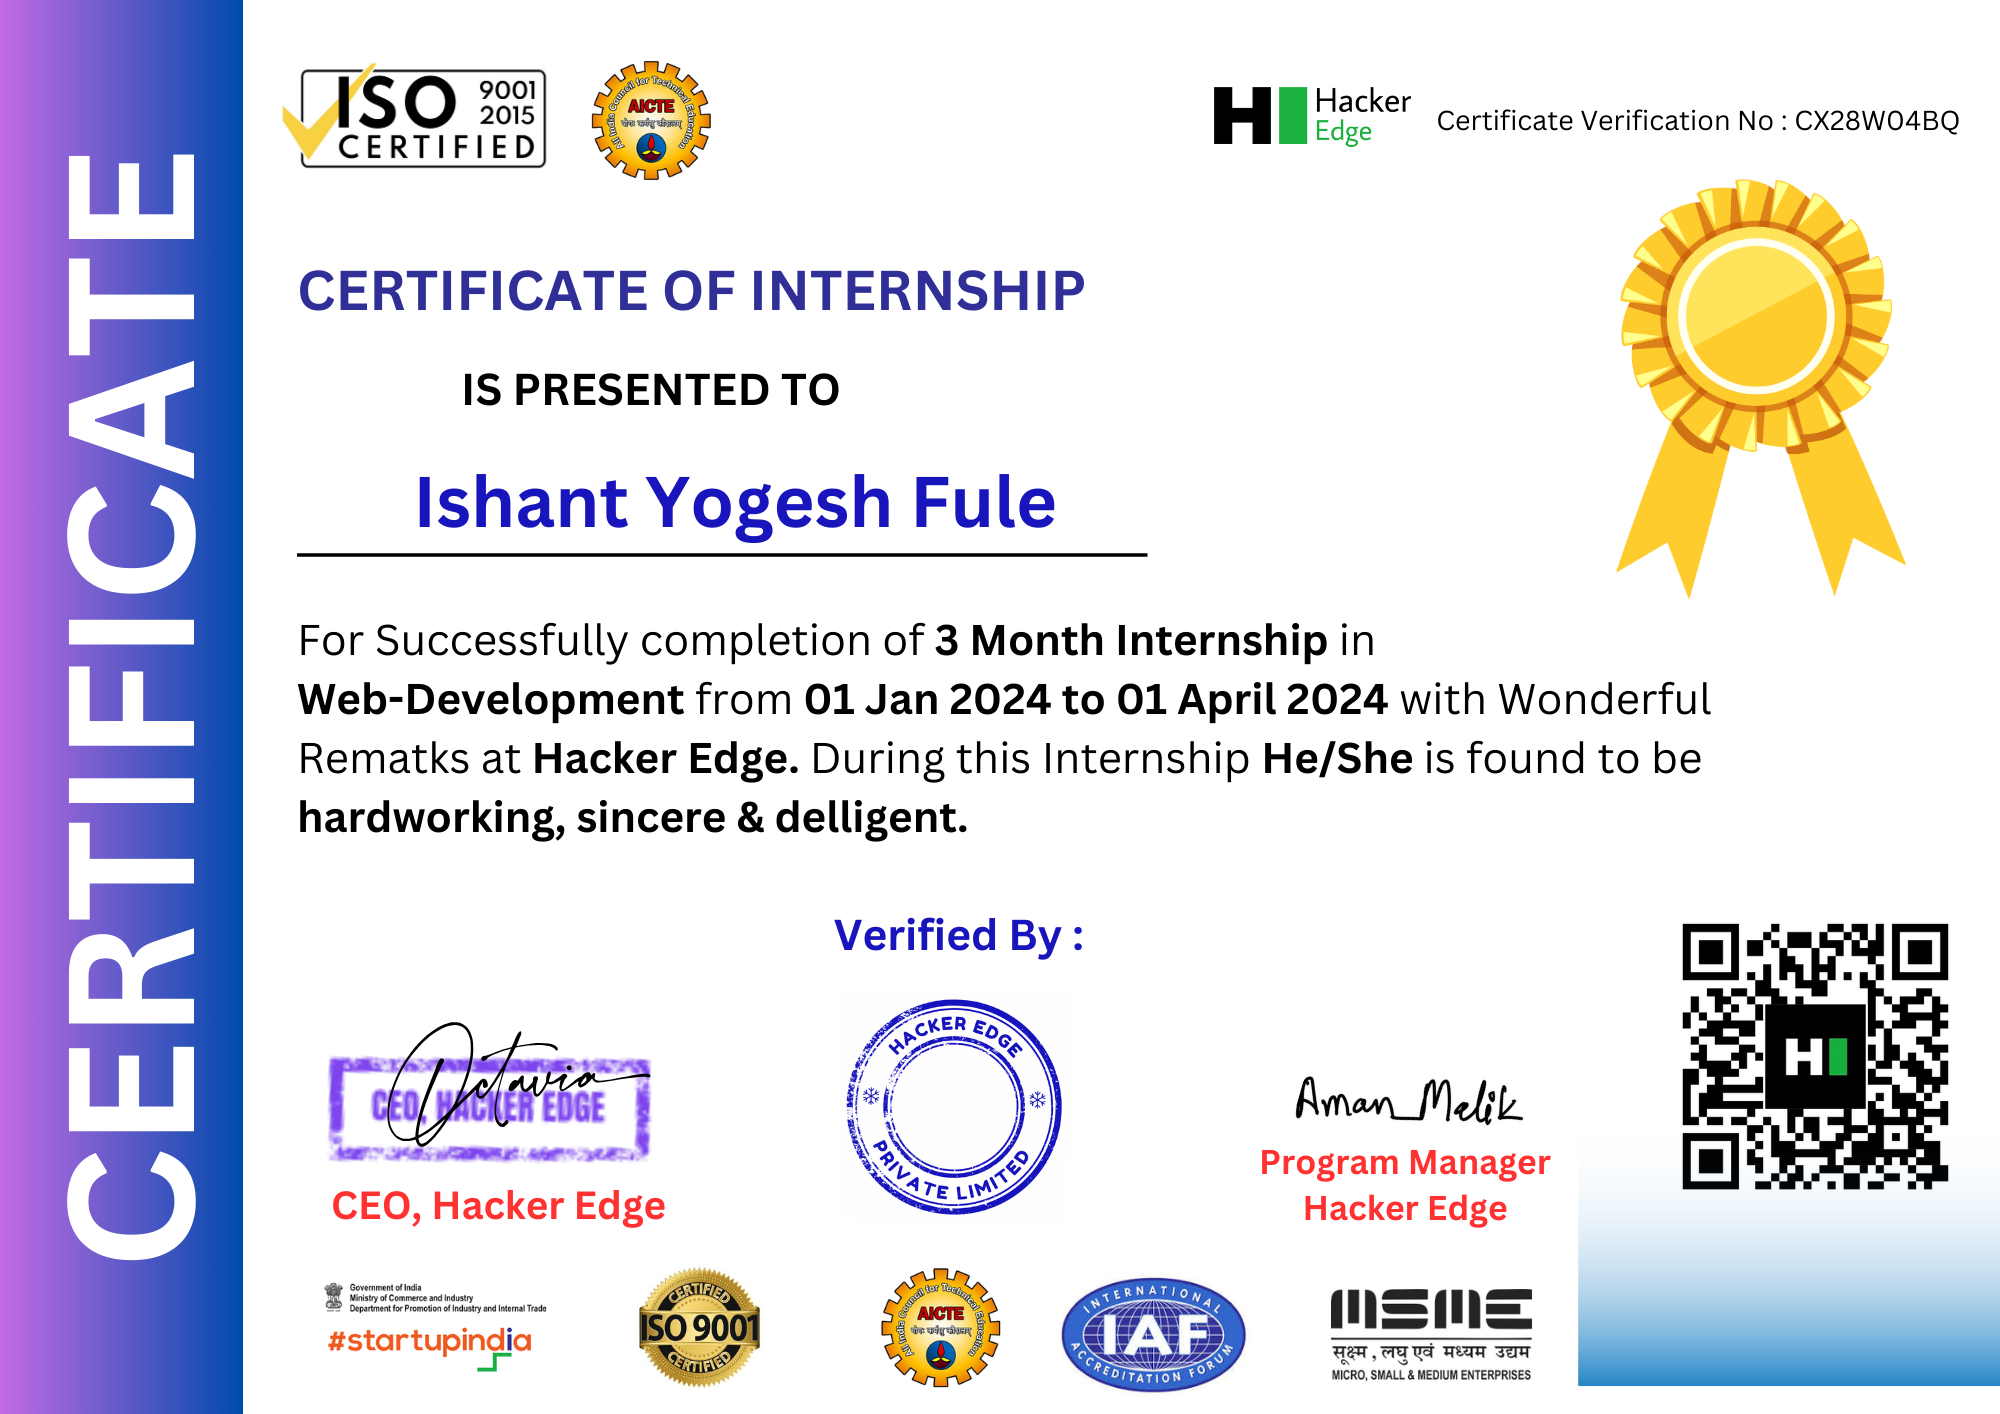 CERTIFICATE
ISO 9001
2015
CERTIFIED
All India Council for Technical Education
AICTE
योगः कर्मसु कौशलम्
Hacker
Edge
Certificate Verification No : CX28W04BQ
CERTIFICATE OF INTERNSHIP
IS PRESENTED TO
Ishant Yogesh Fule
For Successfully completion of 3 Month Internship in
Web-Development from 01 Jan 2024 to 01 April 2024 with Wonderful
Rematks at Hacker Edge. During this Internship He/She is found to be
hardworking, sincere & delligent.
Verified By :
Octavia
CEO, HACKER EDGE
CEO, Hacker Edge
HACKER EDGE
PRIVATE LIMITED
Aman Malik
Program Manager
Hacker Edge
H
Government of India
Ministry of Commerce and Industry
Department for Promotion of Industry and Internal Trade
#startupindia
CERTIFIED
ISO 9001
CERTIFIED
All India Council for Technical Education
AICTE
योगः कर्मसु कौशलम्
INTERNATIONAL
IAF
ACCREDITATION FORUM
MSME
सूक्ष्म , लघु एवं मध्यम उद्यम
MICRO, SMALL & MEDIUM ENTERPRISES